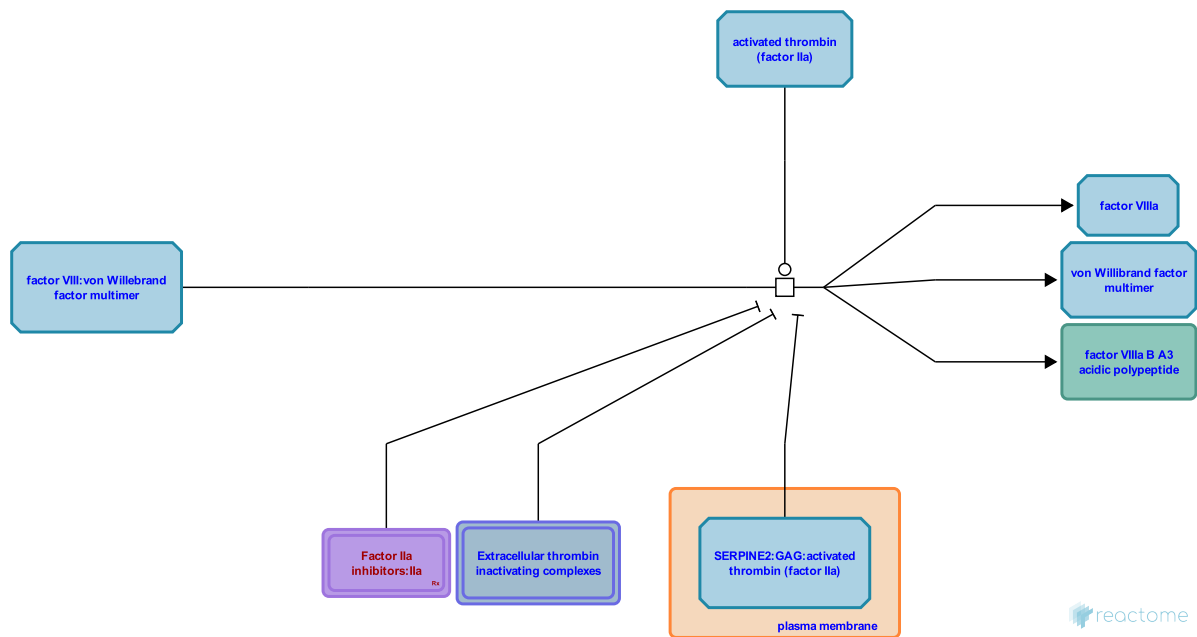 activated thrombin
(factor IIa)
factor VIIIa
factor VIII:von Willebrand
factor multimer
von Willibrand factor
multimer
factor VIIIa B A3
acidic polypeptide
Factor IIa
inhibitors:IIa
Rx
Extracellular thrombin
inactivating complexes
SERPINE2:GAG:activated
thrombin (factor IIa)
plasma membrane
reactome